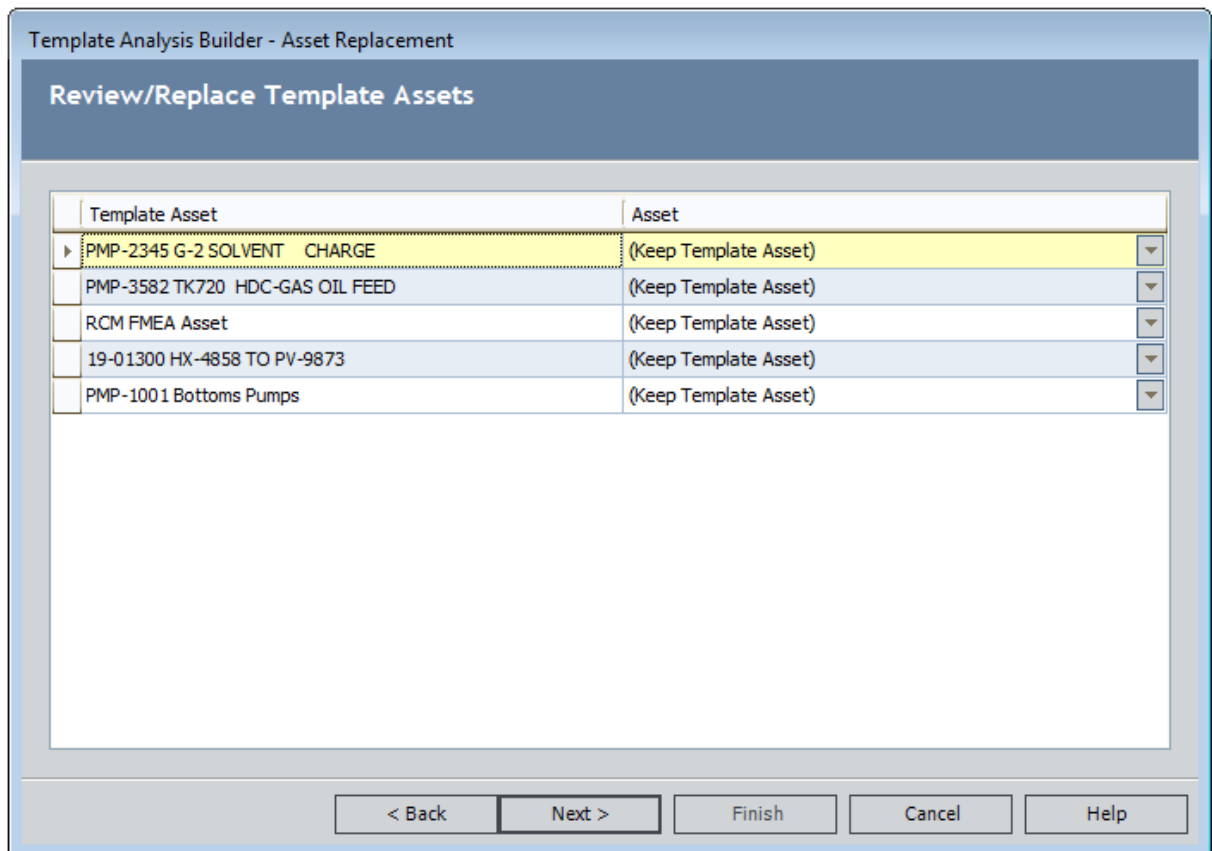 Template Analysis Builder - Asset Replacement
Review/Replace Template Assets
Template Asset Asset
PMP-2345 G-2 SOLVENT    CHARGE (Keep Template Asset)
PMP-3582 TK720  HDC-GAS OIL FEED (Keep Template Asset)
RCM FMEA Asset (Keep Template Asset)
19-01300 HX-4858 TO PV-9873 (Keep Template Asset)
PMP-1001 Bottoms Pumps (Keep Template Asset)
< Back Next > Finish Cancel Help